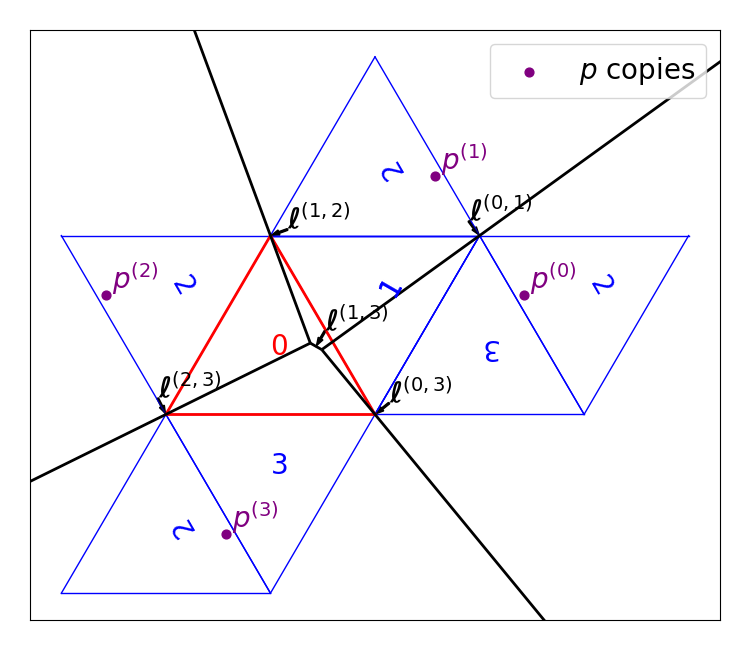 p copies
p^(1)
2
ℓ^(1,2)
ℓ^(0,1)
p^(2)
2
p^(0)
2
1
ℓ^(1,3)
0
3
ℓ^(2,3)
ℓ^(0,3)
3
p^(3)
2